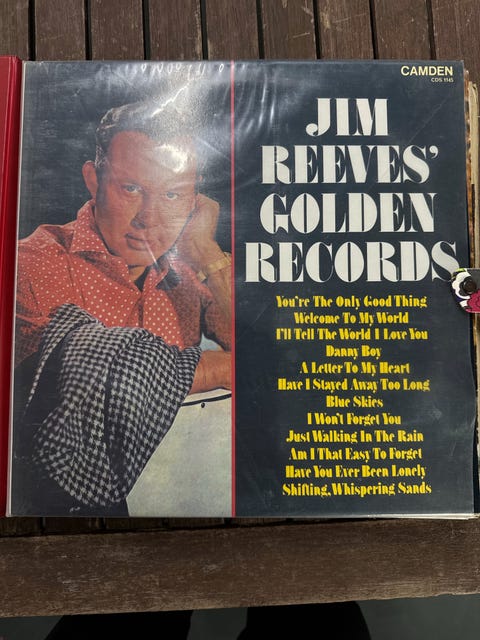 CAMDEN
CDS 1145
JIM
REEVES'
GOLDEN
RECORDS
You're The Only Good Thing
Welcome To My World
I'll Tell The World I Love You
Danny Boy
A Letter To My Heart
Have I Stayed Away Too Long
Blue Skies
I Won't Forget You
Just Walking In The Rain
Am I That Easy To Forget
Have You Ever Been Lonely
Shifting, Whispering Sands